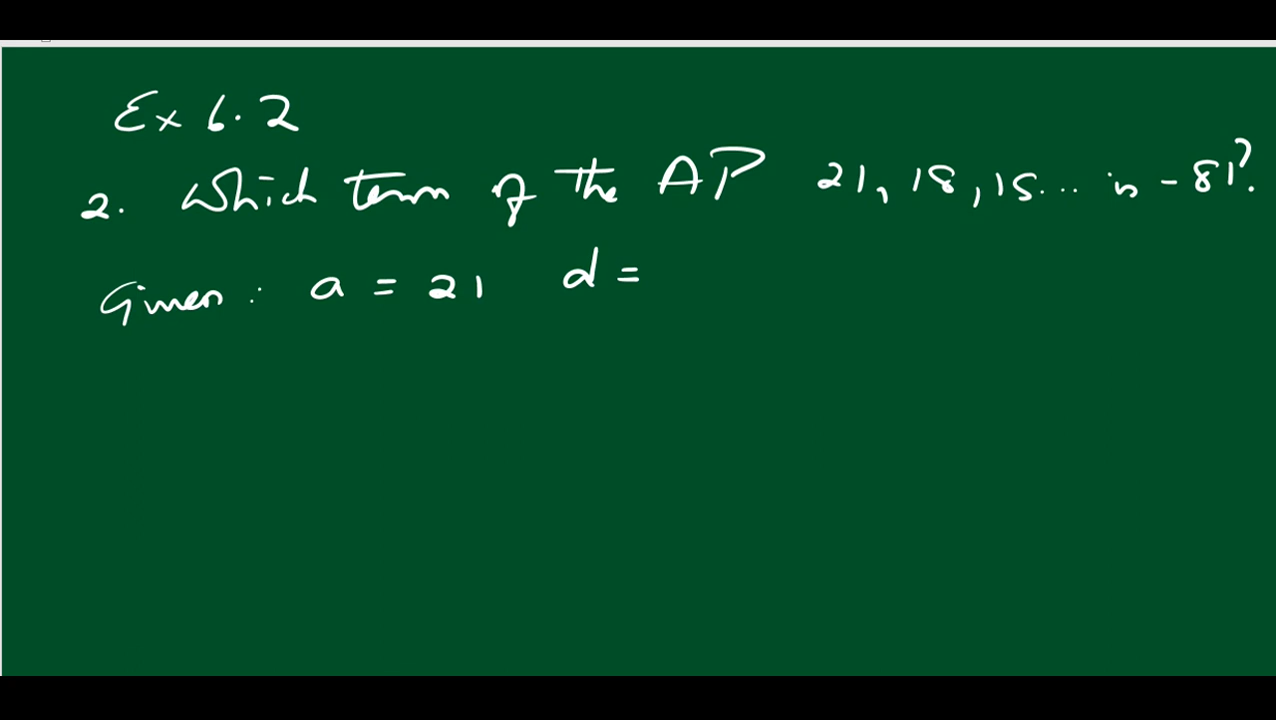 Ex 6.2
2. Which term of the AP 21, 18, 15... is -81?
Given: a = 21 d =